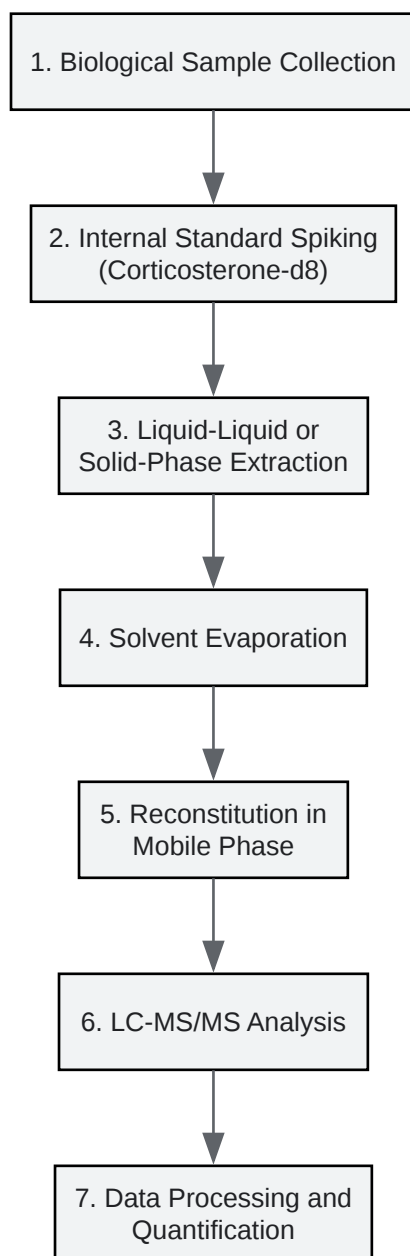 1. Biological Sample Collection
2. Internal Standard Spiking
(Corticosterone-d8)
3. Liquid-Liquid or
Solid-Phase Extraction
4. Solvent Evaporation
5. Reconstitution in
Mobile Phase
6. LC-MS/MS Analysis
7. Data Processing and
Quantification